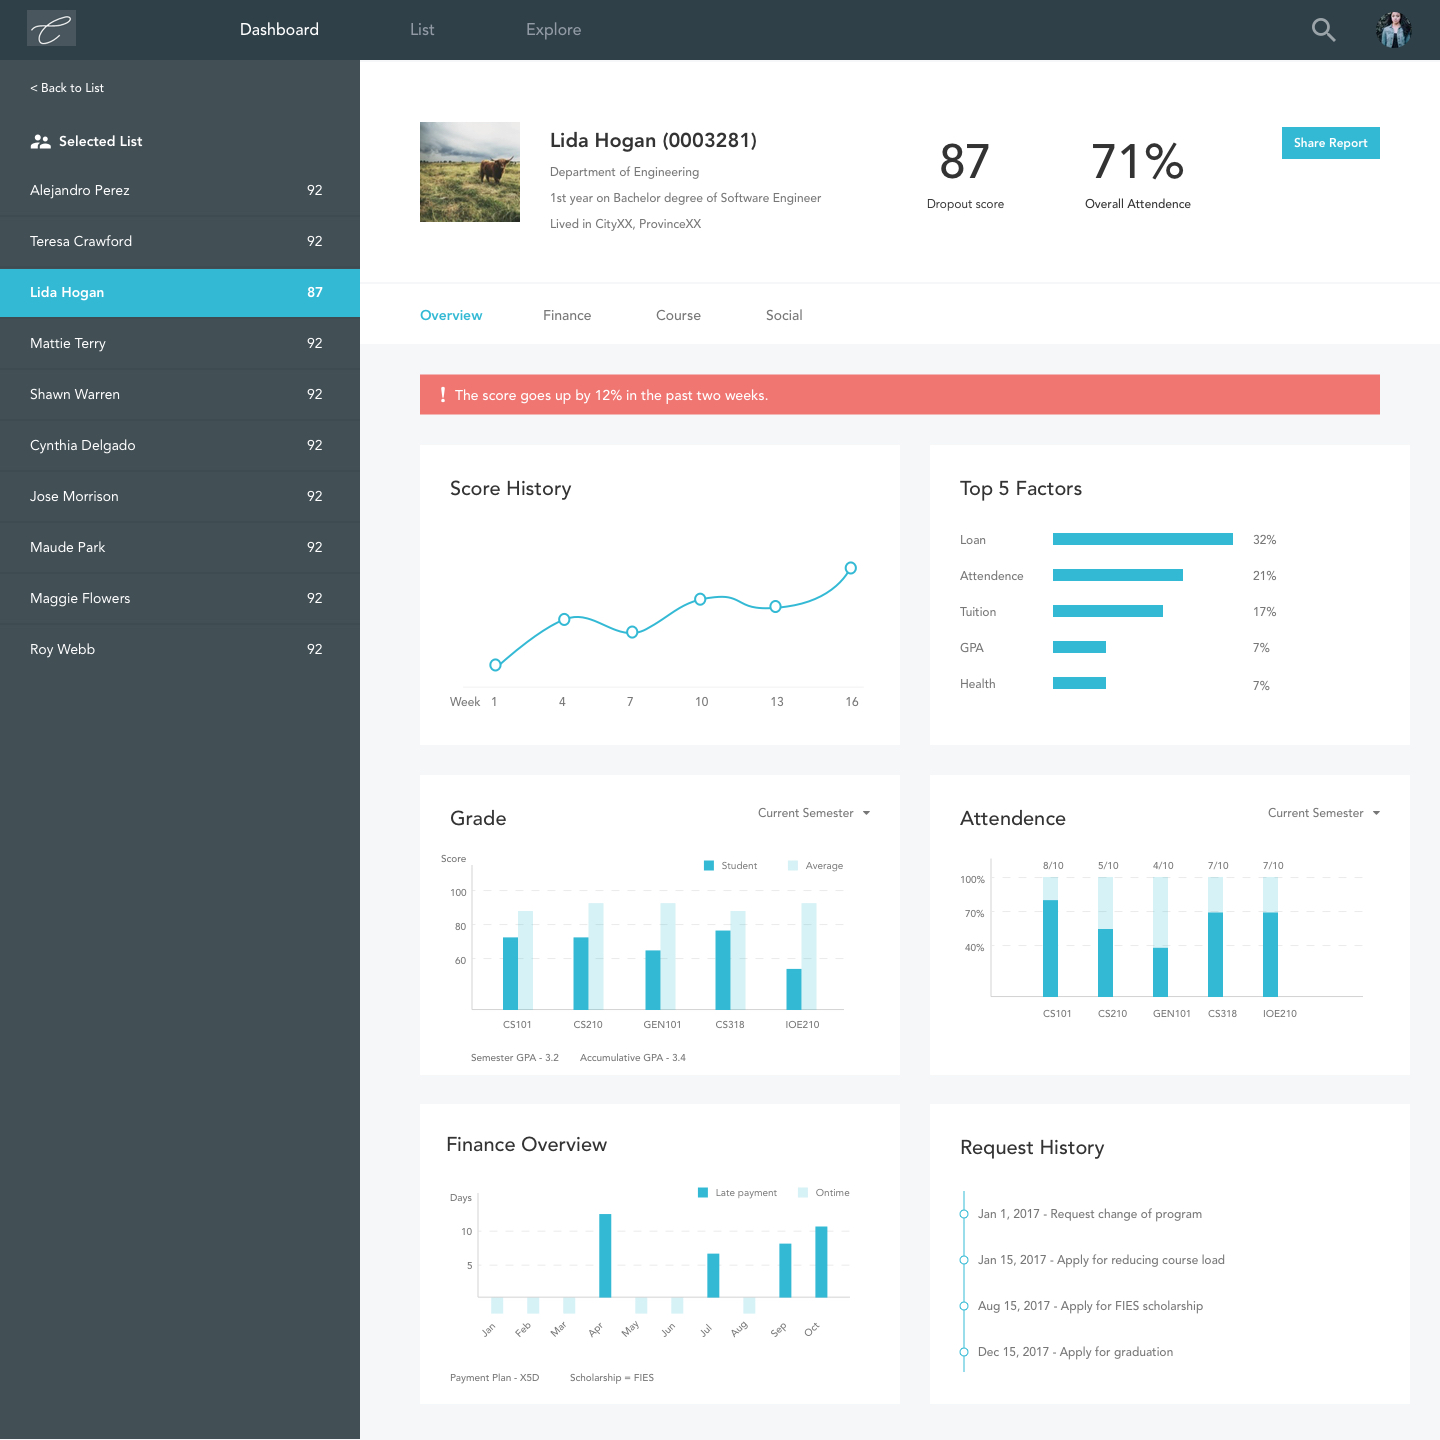 Dashboard
List
Explore
< Back to List
Selected List
Alejandro Perez 92
Teresa Crawford 92
Lida Hogan 87
Mattie Terry 92
Shawn Warren 92
Cynthia Delgado 92
Jose Morrison 92
Maude Park 92
Maggie Flowers 92
Roy Webb 92
Lida Hogan (0003281)
Department of Engineering
1st year on Bachelor degree of Software Engineer
Lived in CityXX, ProvinceXX
87
Dropout score
71%
Overall Attendence
Share Report
Overview
Finance
Course
Social
! The score goes up by 12% in the past two weeks.
Score History
Week 1 4 7 10 13 16
Top 5 Factors
Loan 32%
Attendence 21%
Tuition 17%
GPA 7%
Health 7%
Grade
Current Semester
Score
Student
Average
100
80
60
CS101 CS210 GEN101 CS318 IOE210
Semester GPA - 3.2
Accumulative GPA - 3.4
Attendence
Current Semester
8/10 5/10 4/10 7/10 7/10
100%
70%
40%
CS101 CS210 GEN101 CS318 IOE210
Finance Overview
Days
Late payment
Ontime
10
5
Jan Feb Mar Apr May Jun Jul Aug Sep Oct
Payment Plan - X5D
Scholarship = FIES
Request History
Jan 1, 2017 - Request change of program
Jan 15, 2017 - Apply for reducing course load
Aug 15, 2017 - Apply for FIES scholarship
Dec 15, 2017 - Apply for graduation